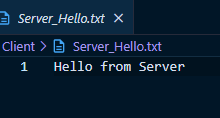 Server_Hello.txt ×
Client > Server_Hello.txt
1 Hello from Server